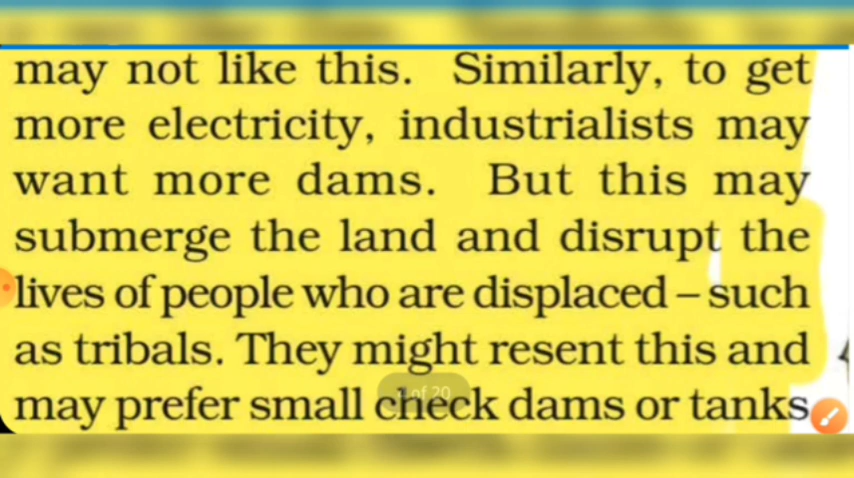 may not like this. Similarly, to get
more electricity, industrialists may
want more dams. But this may
submerge the land and disrupt the
lives of people who are displaced – such
as tribals. They might resent this and
may prefer small check dams or tanks
of 20